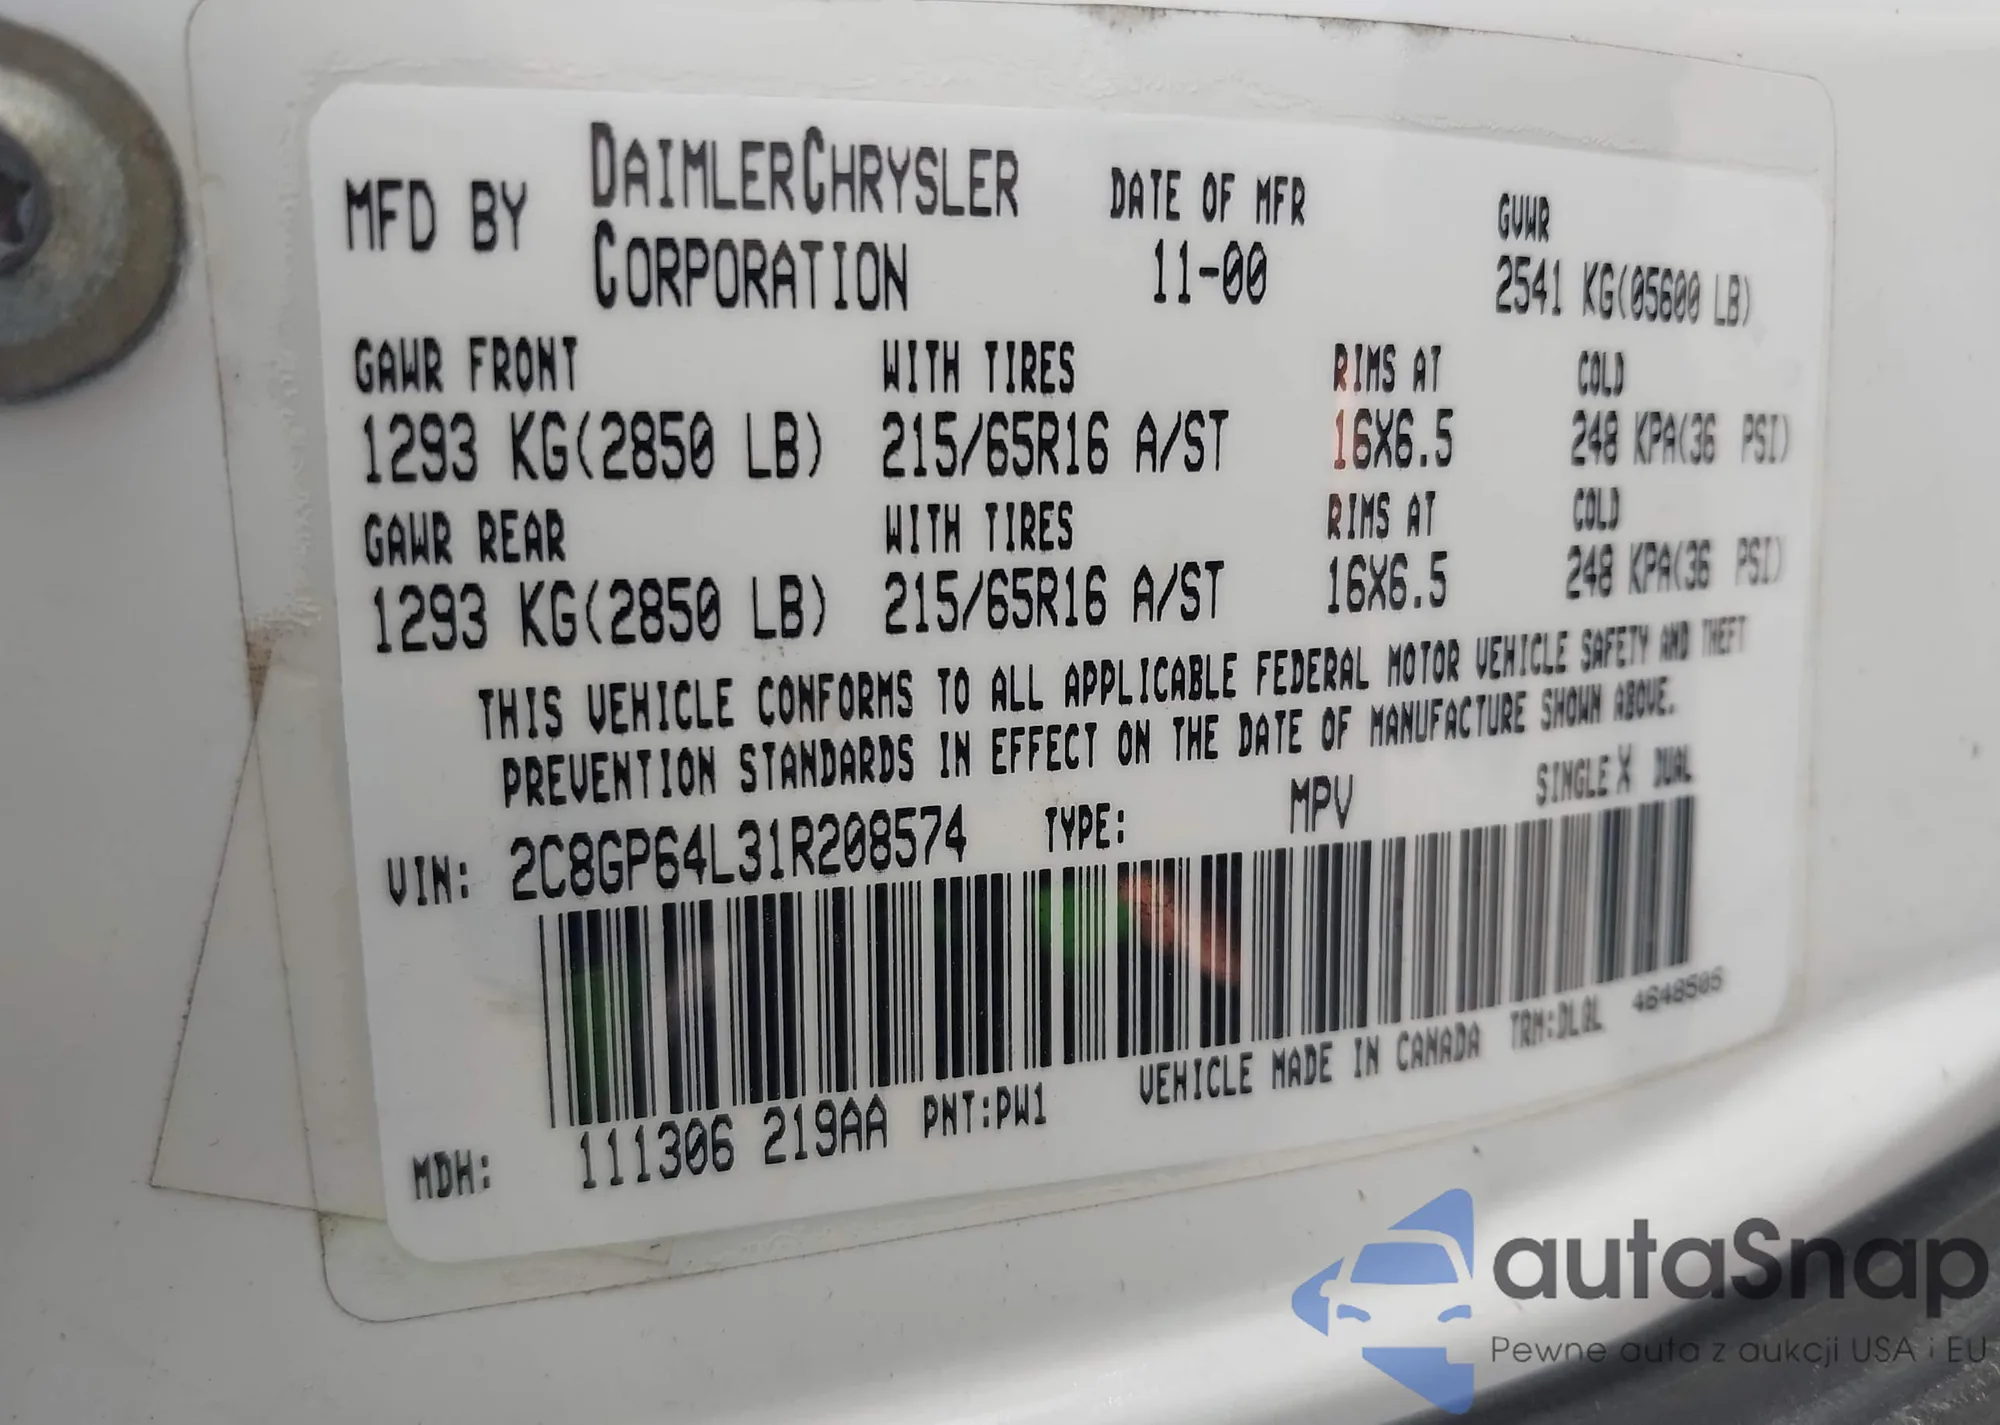 MFD BY DAIMLERCHRYSLER CORPORATION
DATE OF MFR 11-00
GVWR 2541 KG(05600 LB)
GAWR FRONT WITH TIRES RIMS AT COLD
1293 KG(2850 LB) 215/65R16 A/ST 16X6.5 248 KPA(36 PSI)
GAWR REAR WITH TIRES RIMS AT COLD
1293 KG(2850 LB) 215/65R16 A/ST 16X6.5 248 KPA(36 PSI)
THIS VEHICLE CONFORMS TO ALL APPLICABLE FEDERAL MOTOR VEHICLE SAFETY AND THEFT
PREVENTION STANDARDS IN EFFECT ON THE DATE OF MANUFACTURE SHOWN ABOVE.
VIN: 2C8GP64L31R208574 TYPE: MPV SINGLE X DUAL
VEHICLE MADE IN CANADA TRM:DL8L 4648505
MDH: 111306 219AA PNT:PW1
autaSnap
Pewne auta z aukcji USA i EU